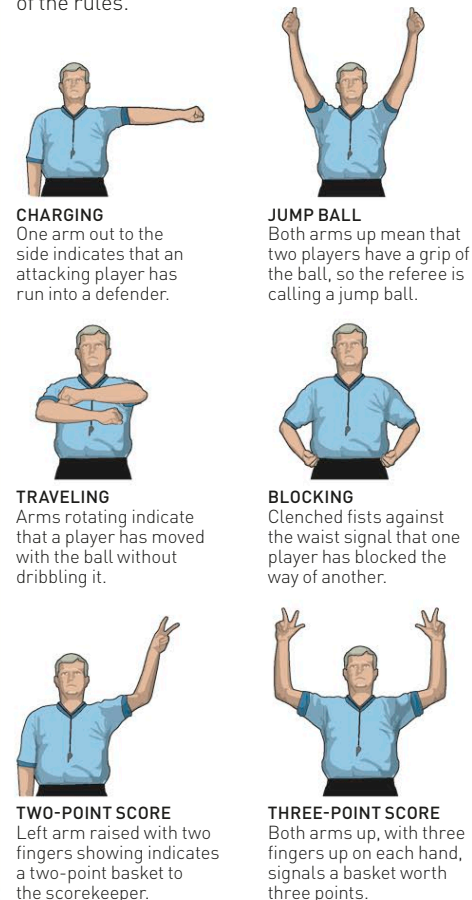 of the rules.
CHARGING
One arm out to the
side indicates that an
attacking player has
run into a defender.
JUMP BALL
Both arms up mean that
two players have a grip of
the ball, so the referee is
calling a jump ball.
TRAVELING
Arms rotating indicate
that a player has moved
with the ball without
dribbling it.
BLOCKING
Clenched fists against
the waist signal that one
player has blocked the
way of another.
TWO-POINT SCORE
Left arm raised with two
fingers showing indicates
a two-point basket to
the scorekeeper.
THREE-POINT SCORE
Both arms up, with three
fingers up on each hand,
signals a basket worth
three points.